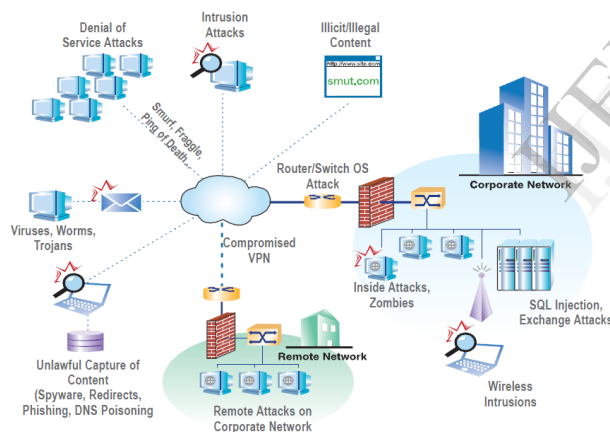 Denial of
Service Attacks
Intrusion
Attacks
Illicit/Illegal
Content
smut.com
Smurf, Fraggle,
Ping of Death...
Router/Switch OS
Attack
Corporate Network
Viruses, Worms,
Trojans
Compromised
VPN
Inside Attacks,
Zombies
SQL Injection,
Exchange Attacks
Remote Network
Unlawful Capture of
Content
(Spyware, Redirects,
Phishing, DNS Poisoning
Remote Attacks on
Corporate Network
Wireless
Intrusions